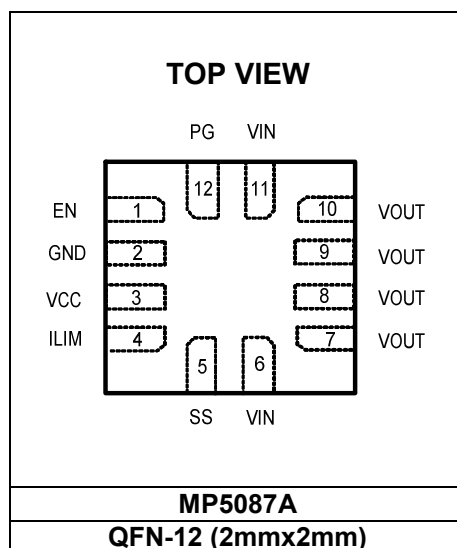 TOP VIEW
PG VIN
12 11
EN 1 10 VOUT
GND 2 9 VOUT
VCC 3 8 VOUT
ILIM 4 7 VOUT
5 6
SS VIN
MP5087A
QFN-12 (2mmx2mm)